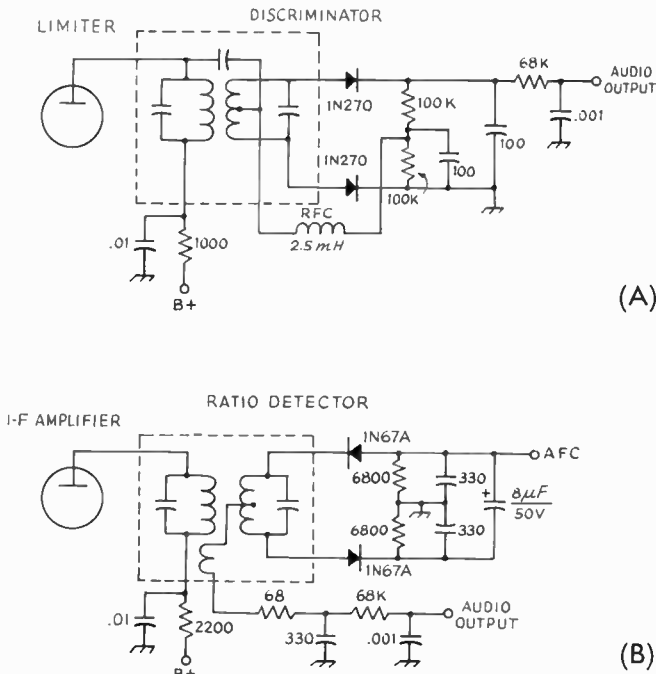 DISCRIMINATOR
LIMITER
68K
AUDIO
OUTPUT
1N270
100K
.001
1N270
100
100
100K
RFC
2.5mH
.01
1000
B+
(A)
RATIO DETECTOR
I-F AMPLIFIER
1N67A
AFC
6800
330
+
8μF
50V
6800
330
1N67A
68
68K
AUDIO
OUTPUT
.01
2200
330
.001
B+
(B)